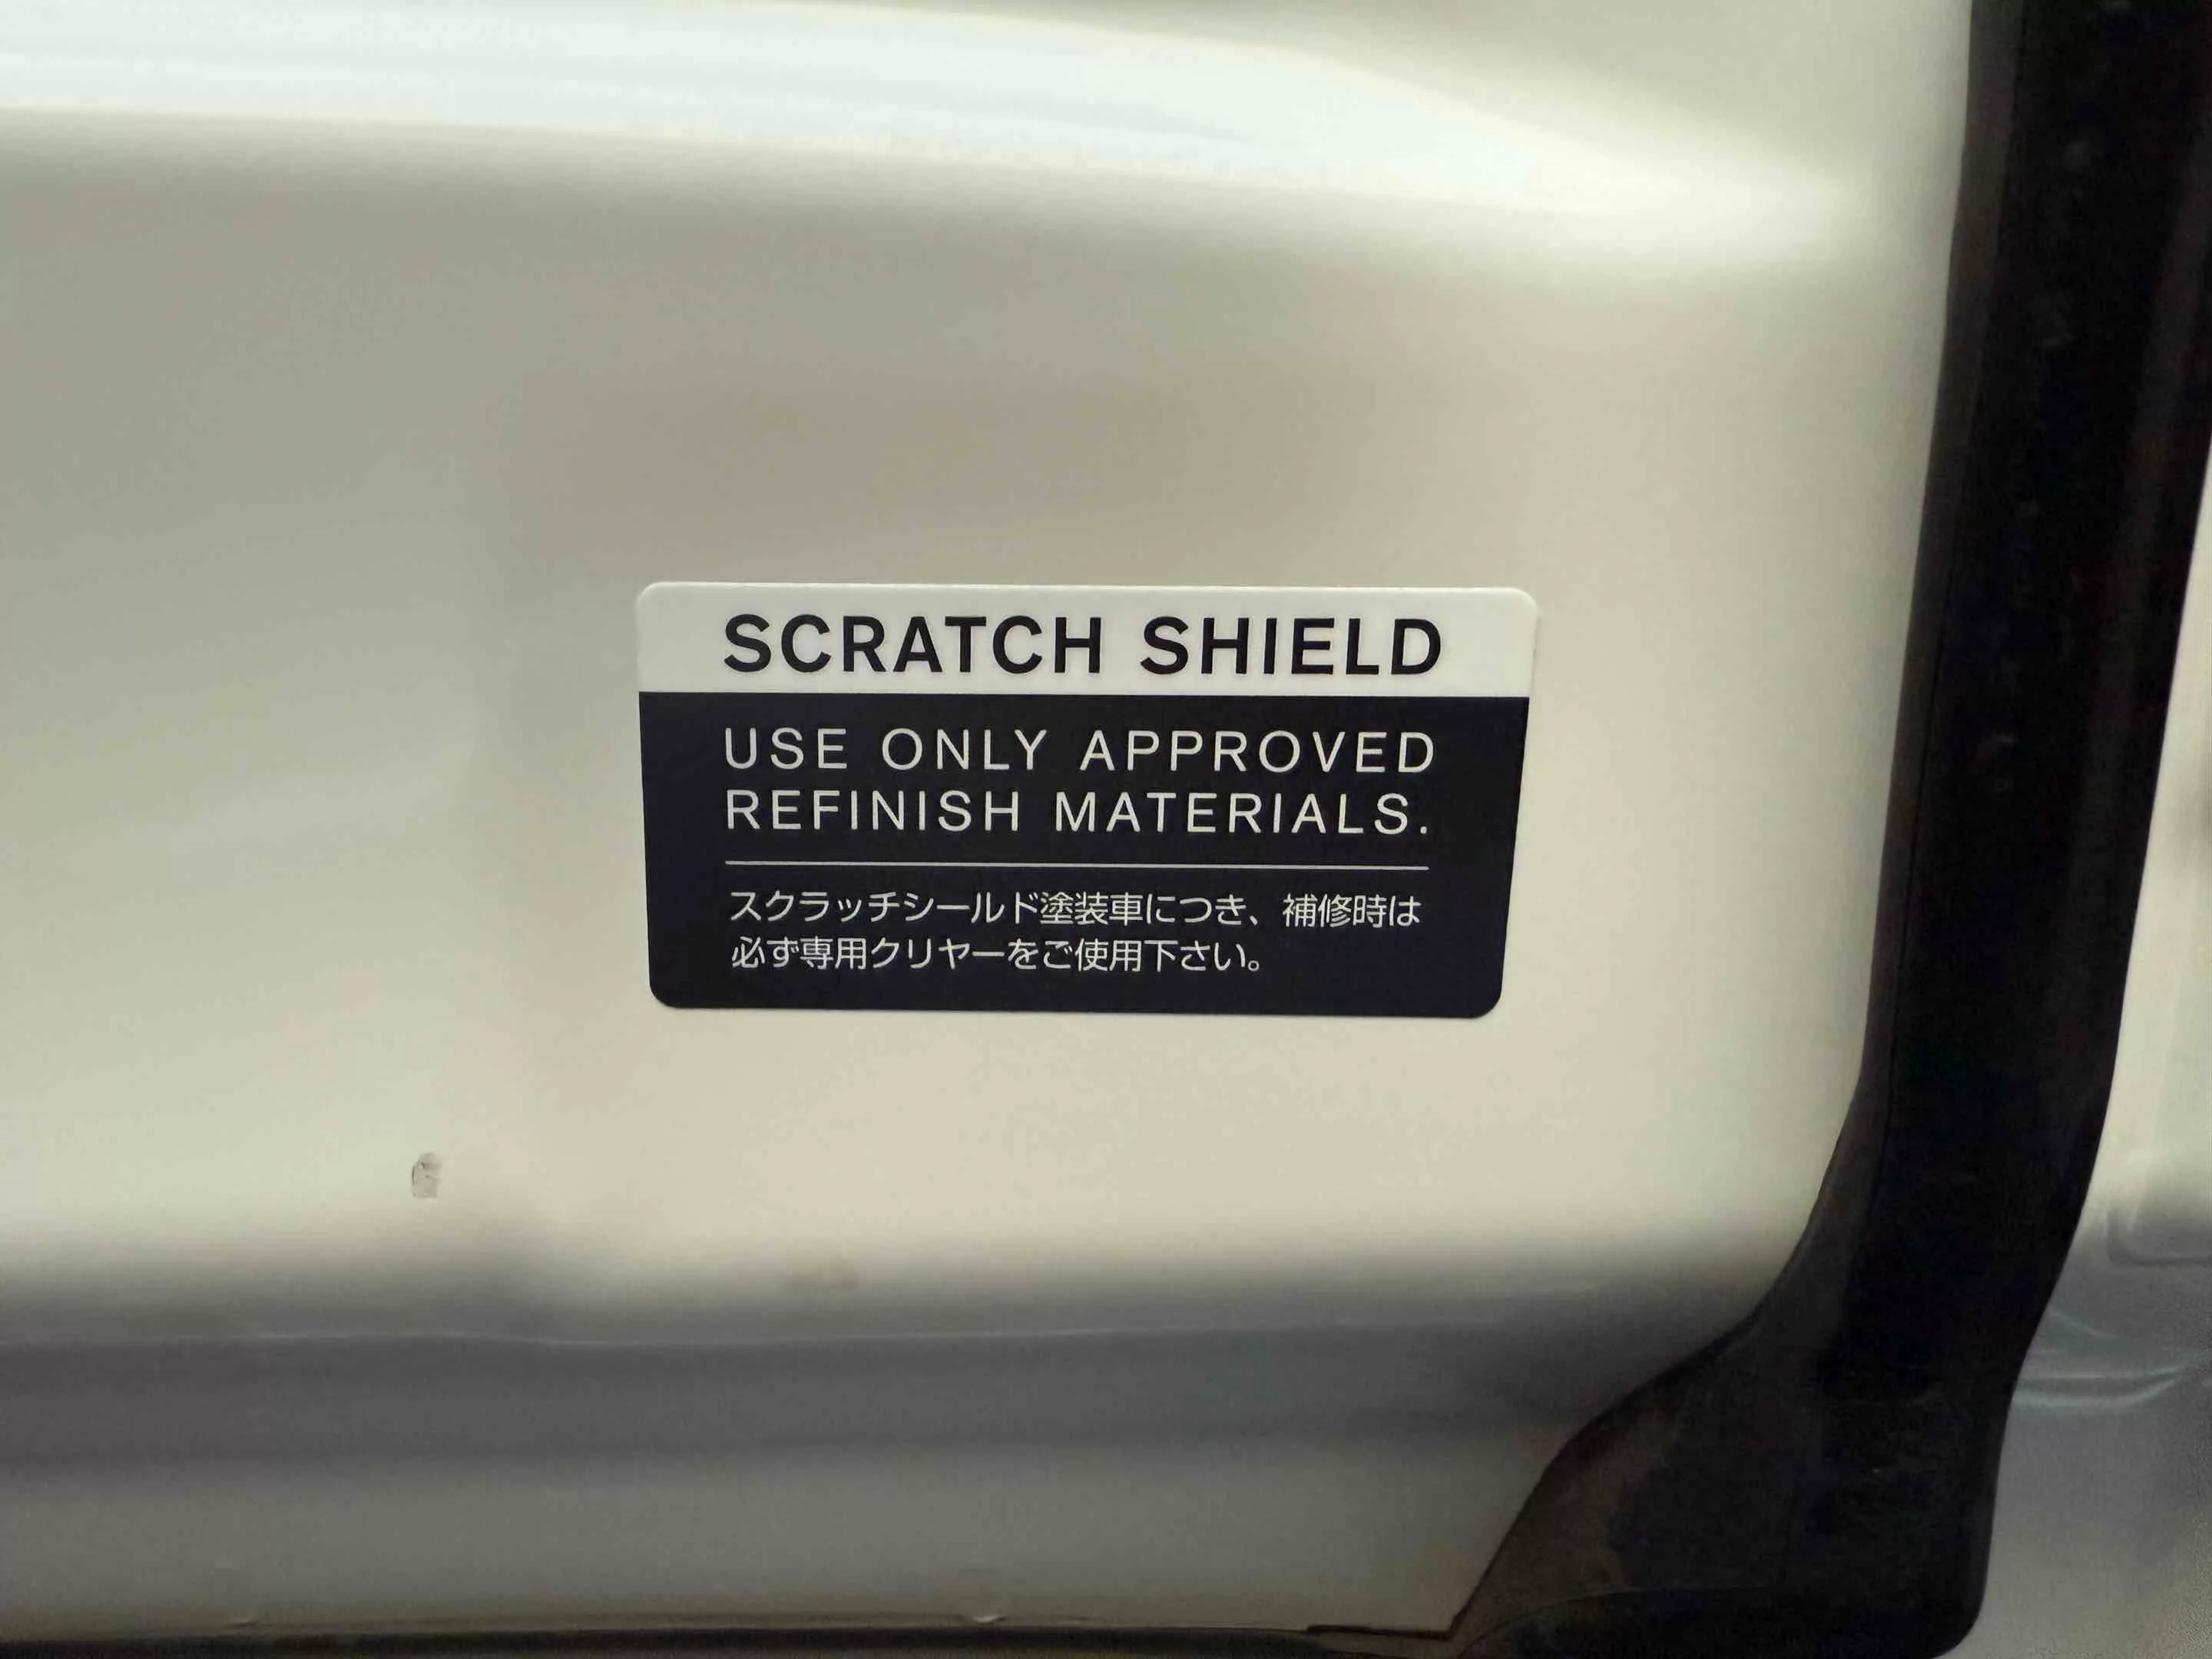 SCRATCH SHIELD
USE ONLY APPROVED
REFINISH MATERIALS.
スクラッチシールド塗装車につき、補修時は
必ず専用クリヤーをご使用下さい。